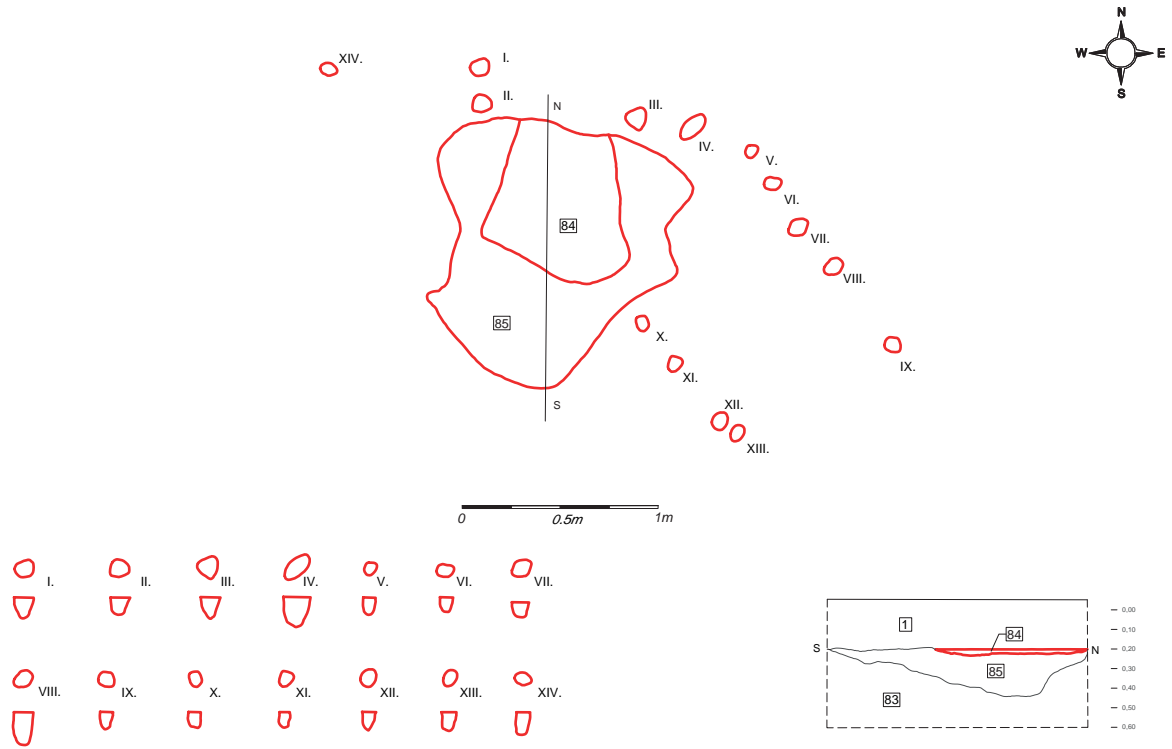 N
W E
S
XIV. I.
II. N III.
IV.
V.
VI.
84 VII.
VIII.
85 X. IX.
XI.
S XII.
XIII.
0 0.5m 1m
I. II. III. IV. V. VI. VII.
VIII. IX. X. XI. XII. XIII. XIV.
0,00
1 0,10
84
S N 0,20
85 0,30
83 0,40
0,50
0,60